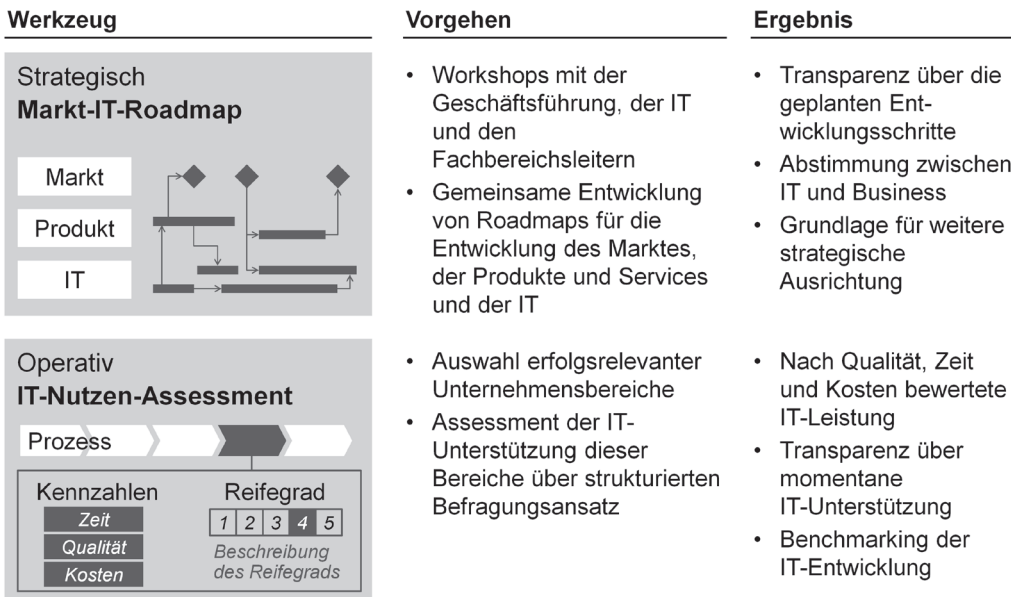 Werkzeug
Vorgehen
Ergebnis
Strategisch
Markt-IT-Roadmap
Markt
Produkt
IT
• Workshops mit der
Geschäftsführung, der IT
und den
Fachbereichsleitern
• Gemeinsame Entwicklung
von Roadmaps für die
Entwicklung des Marktes,
der Produkte und Services
und der IT
• Transparenz über die
geplanten Ent-
wicklungsschritte
• Abstimmung zwischen
IT und Business
• Grundlage für weitere
strategische
Ausrichtung
Operativ
IT-Nutzen-Assessment
Prozess
Kennzahlen
Zeit
Qualität
Kosten
Reifegrad
1 2 3 4 5
Beschreibung
des Reifegrads
• Auswahl erfolgsrelevanter
Unternehmensbereiche
• Assessment der IT-
Unterstützung dieser
Bereiche über strukturierten
Befragungsansatz
• Nach Qualität, Zeit
und Kosten bewertete
IT-Leistung
• Transparenz über
momentane
IT-Unterstützung
• Benchmarking der
IT-Entwicklung